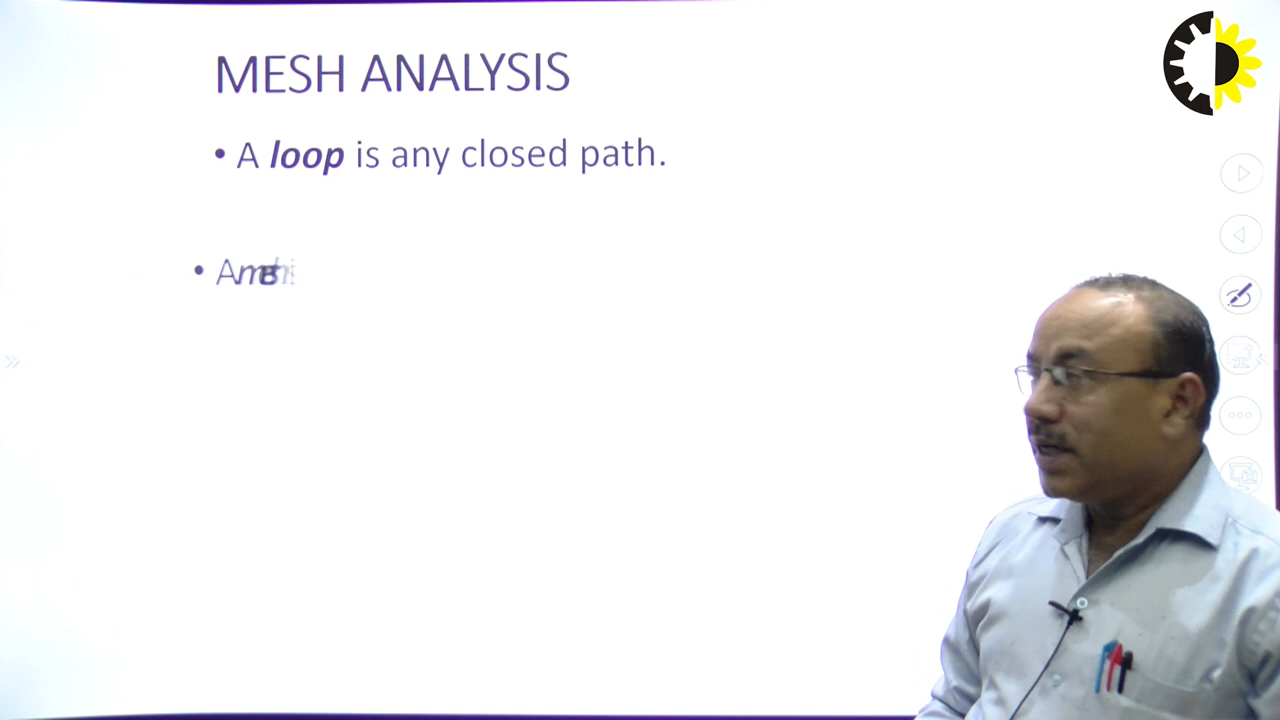 MESH ANALYSIS
• A loop is any closed path.
• A